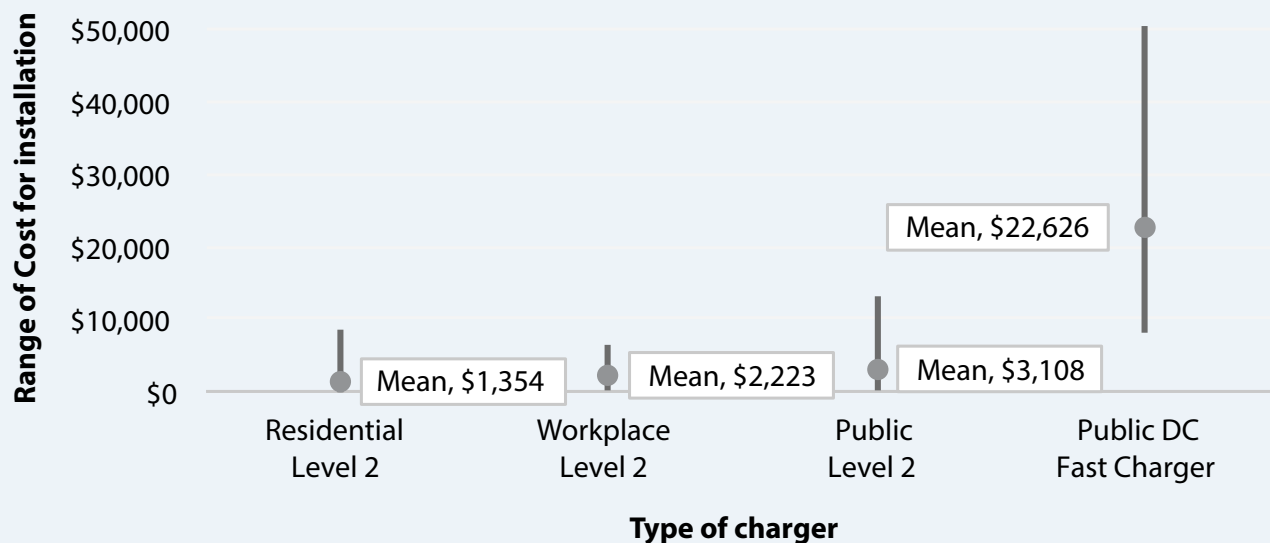 Range of Cost for installation
$50,000
$40,000
$30,000
$20,000
$10,000
$0
Mean, $1,354
Mean, $2,223
Mean, $3,108
Mean, $22,626
Residential
Level 2
Workplace
Level 2
Public
Level 2
Public DC
Fast Charger
Type of charger